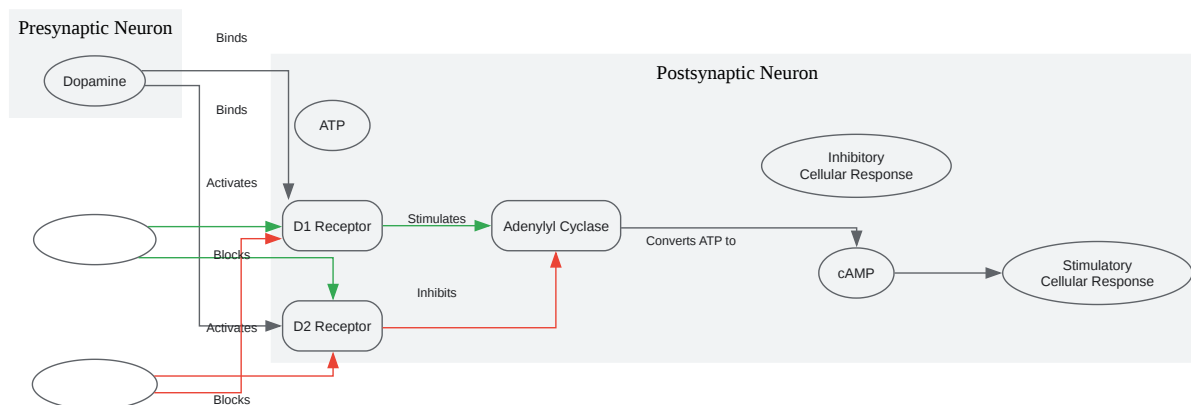 Presynaptic Neuron
Binds
Postsynaptic Neuron
Dopamine
Binds
ATP
Inhibitory
Cellular Response
Activates
D1 Receptor
Stimulates
Adenylyl Cyclase
Converts ATP to
Blocks
cAMP
Stimulatory
Cellular Response
Inhibits
D2 Receptor
Activates
Blocks